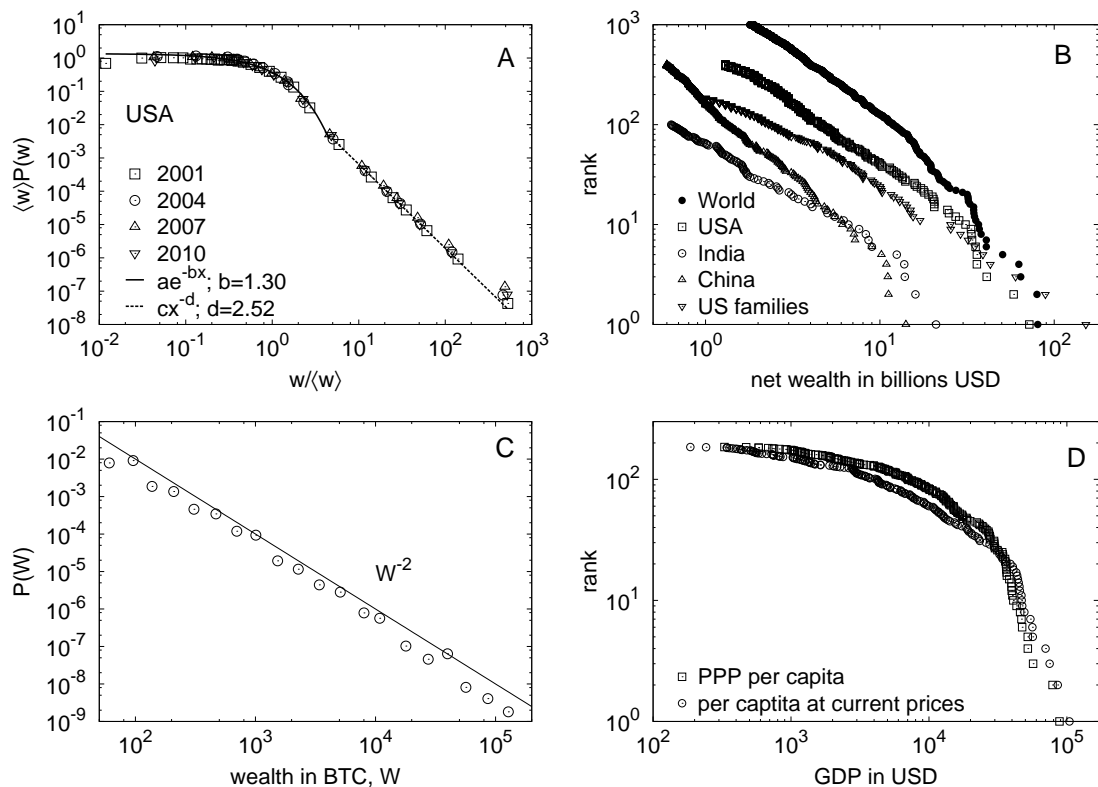 A
⟨w⟩P(w)
10^1
10^0
10^-1
10^-2
10^-3
10^-4
10^-5
10^-6
10^-7
10^-8
USA
2001
2004
2007
2010
ae^-bx; b=1.30
cx^-d; d=2.52
10^-2 10^-1 10^0 10^1 10^2 10^3
w/⟨w⟩
B
rank
10^3
10^2
10^1
10^0
World
USA
India
China
US families
10^0 10^1 10^2
net wealth in billions USD
C
P(W)
10^-1
10^-2
10^-3
10^-4
10^-5
10^-6
10^-7
10^-8
10^-9
W^-2
10^2 10^3 10^4 10^5
wealth in BTC, W
D
rank
10^2
10^1
10^0
PPP per capita
per captita at current prices
10^2 10^3 10^4 10^5
GDP in USD